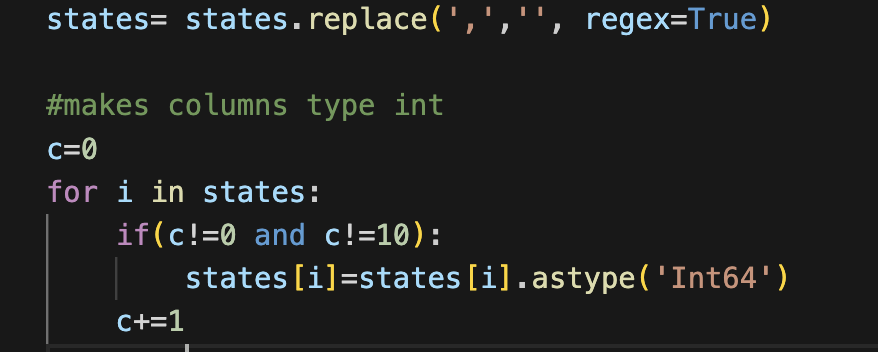 states= states.replace(',','', regex=True)
#makes columns type int
c=0
for i in states:
    if(c!=0 and c!=10):
        states[i]=states[i].astype('Int64')
    c+=1